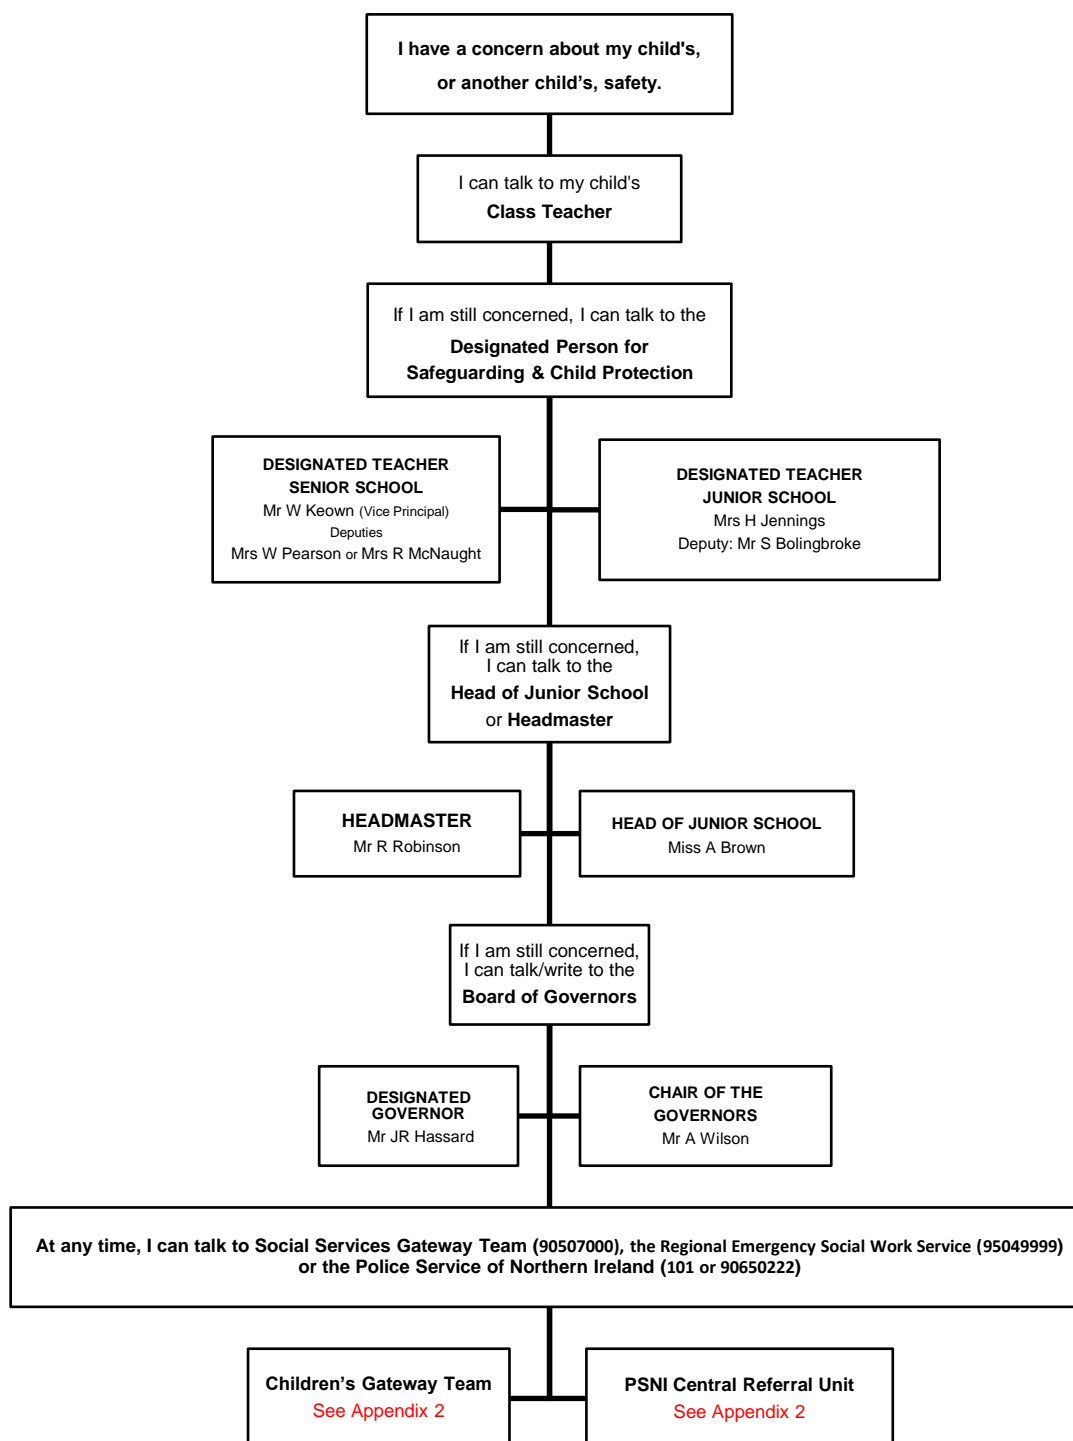 I have a concern about my child's,
or another child’s, safety.
I can talk to my child's
Class Teacher
If I am still concerned, I can talk to the
Designated Person for
Safeguarding & Child Protection
DESIGNATED TEACHER
SENIOR SCHOOL
Mr W Keown (Vice Principal)
Deputies
Mrs W Pearson or Mrs R McNaught
DESIGNATED TEACHER
JUNIOR SCHOOL
Mrs H Jennings
Deputy: Mr S Bolingbroke
If I am still concerned,
I can talk to the
Head of Junior School
or Headmaster
HEADMASTER
Mr R Robinson
HEAD OF JUNIOR SCHOOL
Miss A Brown
If I am still concerned,
I can talk/write to the
Board of Governors
DESIGNATED
GOVERNOR
Mr JR Hassard
CHAIR OF THE
GOVERNORS
Mr A Wilson
At any time, I can talk to Social Services Gateway Team (90507000), the Regional Emergency Social Work Service (95049999)
or the Police Service of Northern Ireland (101 or 90650222)
Children’s Gateway Team
See Appendix 2
PSNI Central Referral Unit
See Appendix 2